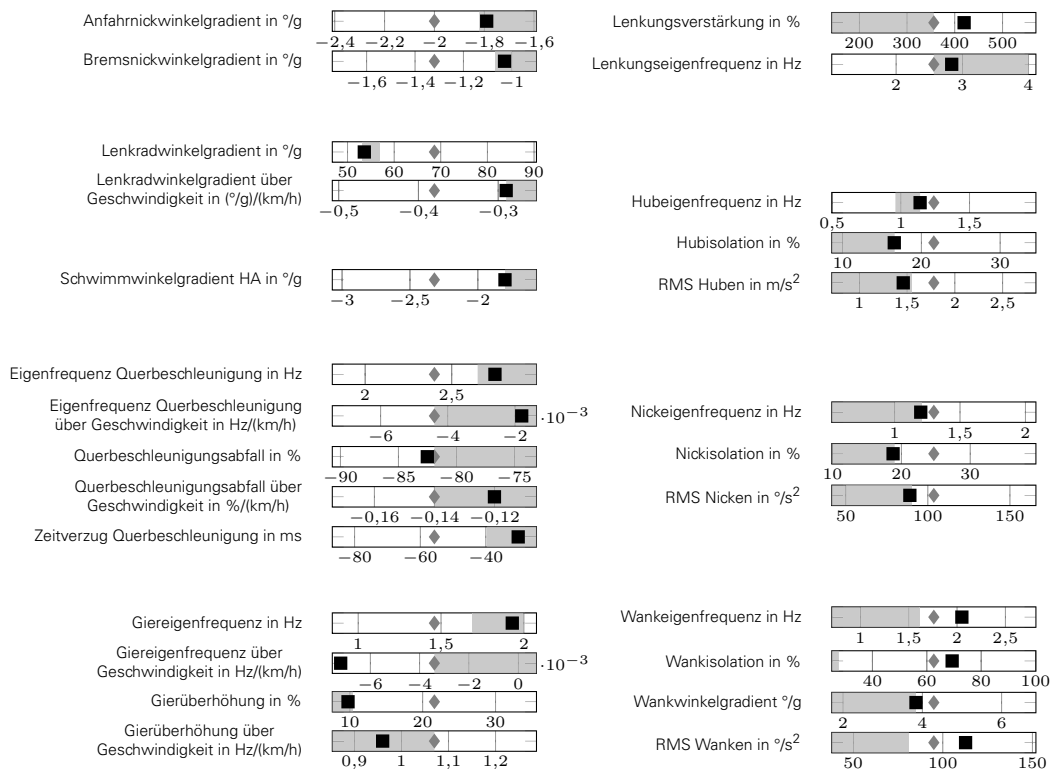 Anfahrnickwinkelgradient in °/g
−2,4 −2,2 −2 −1,8 −1,6
Bremsnickwinkelgradient in °/g
−1,6 −1,4 −1,2 −1
Lenkradwinkelgradient in °/g
50 60 70 80 90
Lenkradwinkelgradient über
Geschwindigkeit in (°/g)/(km/h)
−0,5 −0,4 −0,3
Schwimmwinkelgradient HA in °/g
−3 −2,5 −2
Eigenfrequenz Querbeschleunigung in Hz
2 2,5
Eigenfrequenz Querbeschleunigung
über Geschwindigkeit in Hz/(km/h)
−6 −4 −2 ·10−3
Querbeschleunigungsabfall in %
−90 −85 −80 −75
Querbeschleunigungsabfall über
Geschwindigkeit in %/(km/h)
−0,16 −0,14 −0,12
Zeitverzug Querbeschleunigung in ms
−80 −60 −40
Giereigenfrequenz in Hz
1 1,5 2
Giereigenfrequenz über
Geschwindigkeit in Hz/(km/h)
−6 −4 −2 0 ·10−3
Gierüberhöhung in %
10 20 30
Gierüberhöhung über
Geschwindigkeit in Hz/(km/h)
0,9 1 1,1 1,2
Lenkungsverstärkung in %
200 300 400 500
Lenkungseigenfrequenz in Hz
2 3 4
Hubeigenfrequenz in Hz
0,5 1 1,5
Hubisolation in %
10 20 30
RMS Huben in m/s²
1 1,5 2 2,5
Nickeigenfrequenz in Hz
1 1,5 2
Nickisolation in %
10 20 30
RMS Nicken in °/s²
50 100 150
Wankeigenfrequenz in Hz
1 1,5 2 2,5
Wankisolation in %
40 60 80 100
Wankwinkelgradient °/g
2 4 6
RMS Wanken in °/s²
50 100 150